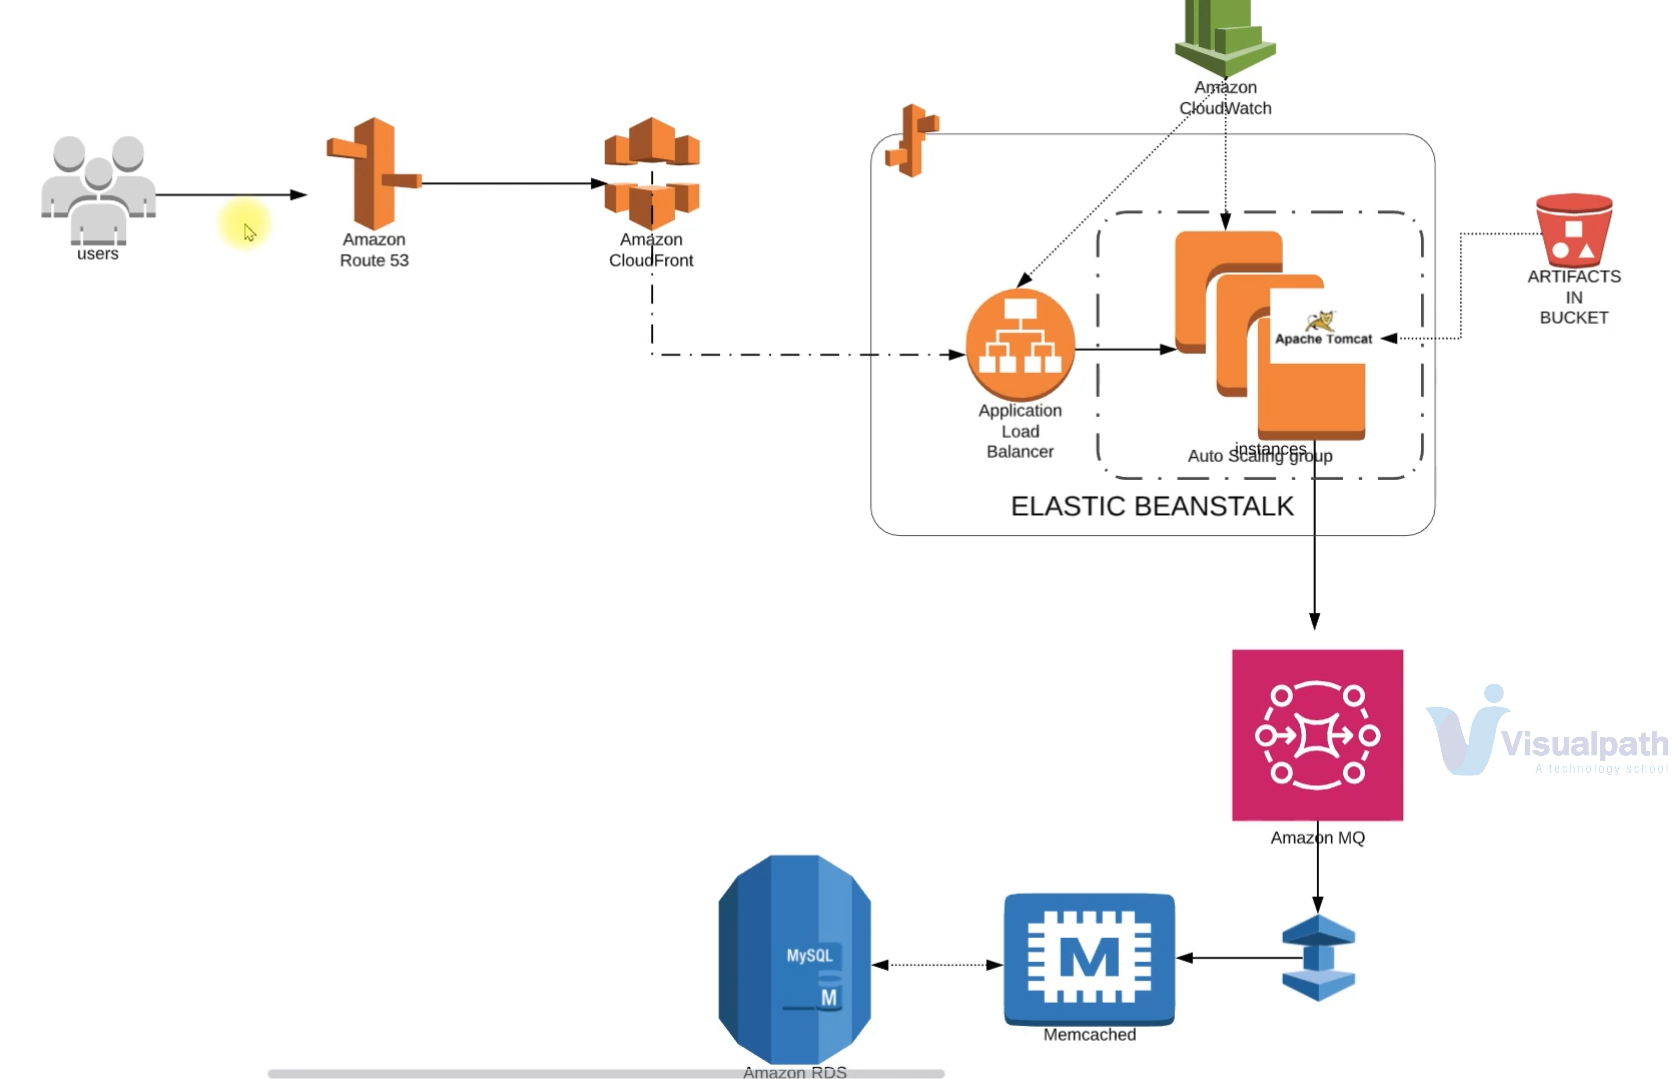 Amazon
CloudWatch
users
Amazon
Route 53
Amazon
CloudFront
ARTIFACTS
IN
BUCKET
Apache Tomcat
Application
Load
Balancer
instances
Auto Scaling group
ELASTIC BEANSTALK
Visualpath
A technology school
Amazon MQ
MySQL
M
M
Memcached
Amazon RDS